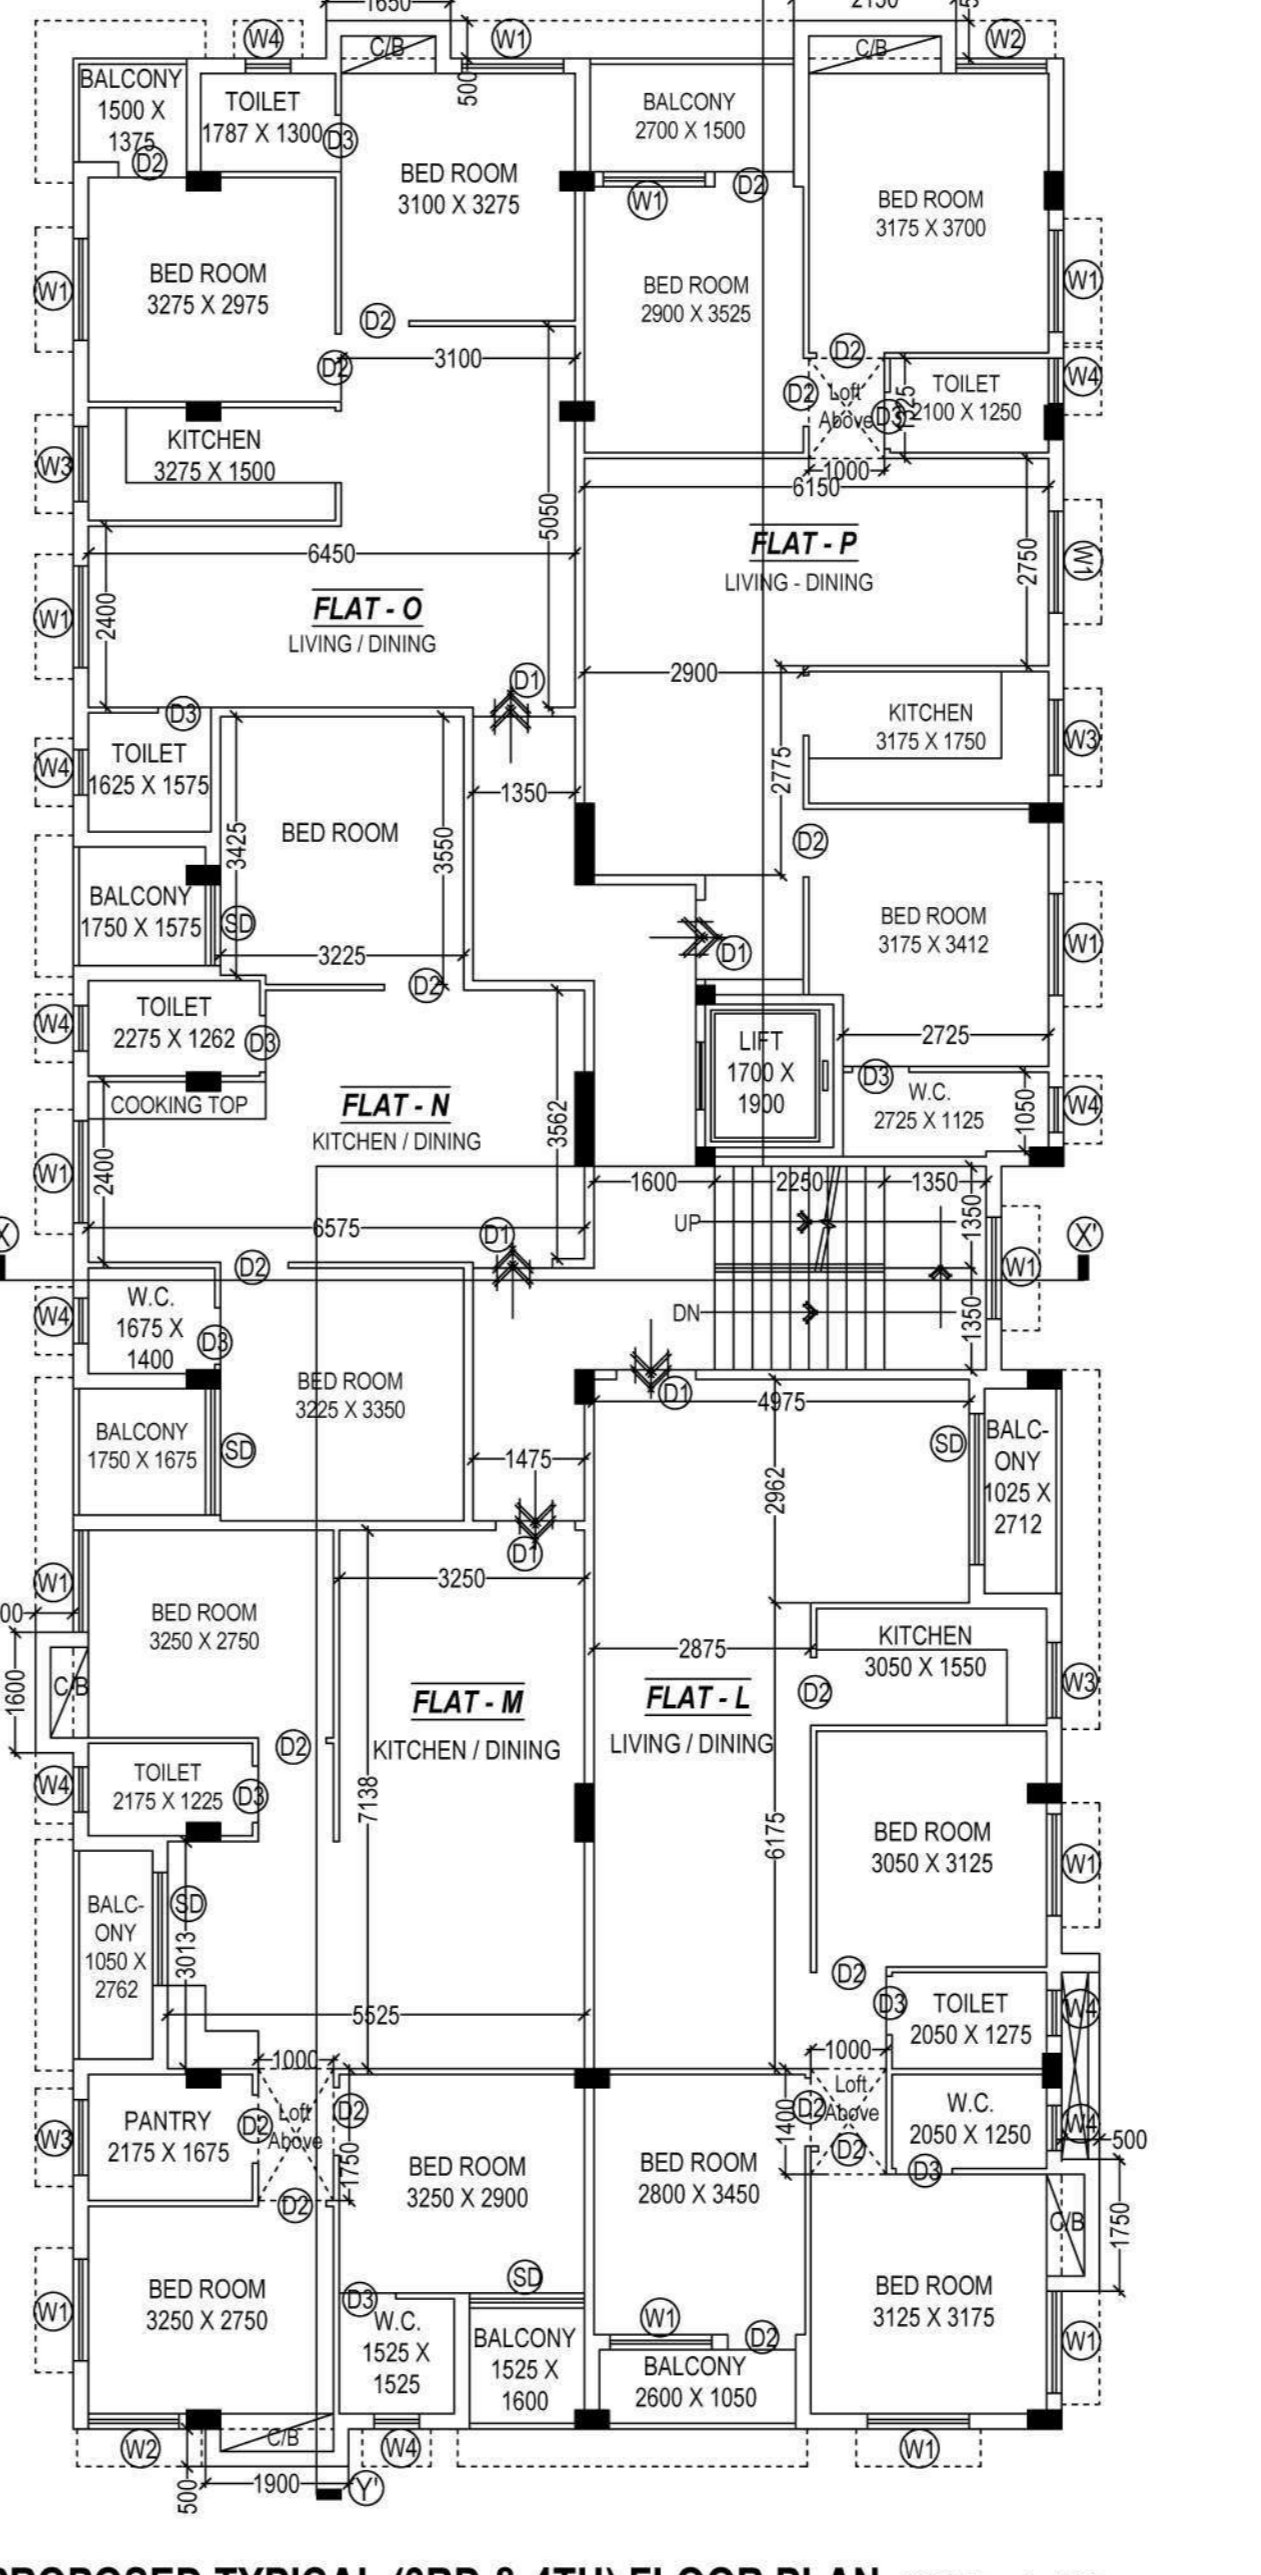 1650
2150
W4
C/B
W1
C/B
W2
500
BALCONY
1500 X
1375
D2
TOILET
1787 X 1300
D3
BED ROOM
3100 X 3275
BALCONY
2700 X 1500
W1
D2
BED ROOM
3175 X 3700
W1
BED ROOM
3275 X 2975
W1
BED ROOM
2900 X 3525
D2
D2
3100
D2
D2
Loft
Above
D3
TOILET
2100 X 1250
W4
1000
6150
KITCHEN
3275 X 1500
W3
5050
6450
FLAT - O
LIVING / DINING
W1
2400
FLAT - P
LIVING - DINING
2750
W1
D1
2900
D3
TOILET
1625 X 1575
W4
KITCHEN
3175 X 1750
W3
2775
1350
BED ROOM
3425
3550
D2
BALCONY
1750 X 1575
SD
3225
D2
D1
BED ROOM
3175 X 3412
W1
TOILET
2275 X 1262
W4
D3
LIFT
1700 X
1900
2725
D3
W.C.
2725 X 1125
1050
W4
COOKING TOP
FLAT - N
KITCHEN / DINING
3562
W1
2400
6575
D1
1600
2250
1350
UP
1350
X
X'
W1
D2
DN
1350
W.C.
1675 X
1400
W4
D3
BED ROOM
3225 X 3350
D1
4975
BALCONY
1750 X 1675
SD
1475
SD
BALC-
ONY
1025 X
2712
2962
D1
W1
3250
BED ROOM
3250 X 2750
1600
C/B
2875
KITCHEN
3050 X 1550
W3
D2
FLAT - M
KITCHEN / DINING
FLAT - L
LIVING / DINING
D2
TOILET
2175 X 1225
W4
D3
7138
6175
BED ROOM
3050 X 3125
W1
BALC-
ONY
1050 X
2762
SD
3013
5525
D2
D3
TOILET
2050 X 1275
W4
1000
1000
PANTRY
2175 X 1675
W3
D2
Loft
Above
D2
1750
D2
BED ROOM
3250 X 2900
BED ROOM
2800 X 3450
1400
D2
Loft
Above
D2
W.C.
2050 X 1250
W4
500
D3
C/B
1750
BED ROOM
3250 X 2750
W1
SD
D3
W.C.
1525 X
1525
BALCONY
1525 X
1600
W1
D2
BALCONY
2600 X 1050
BED ROOM
3125 X 3175
W1
W2
C/B
W4
W1
500
1900
Y'